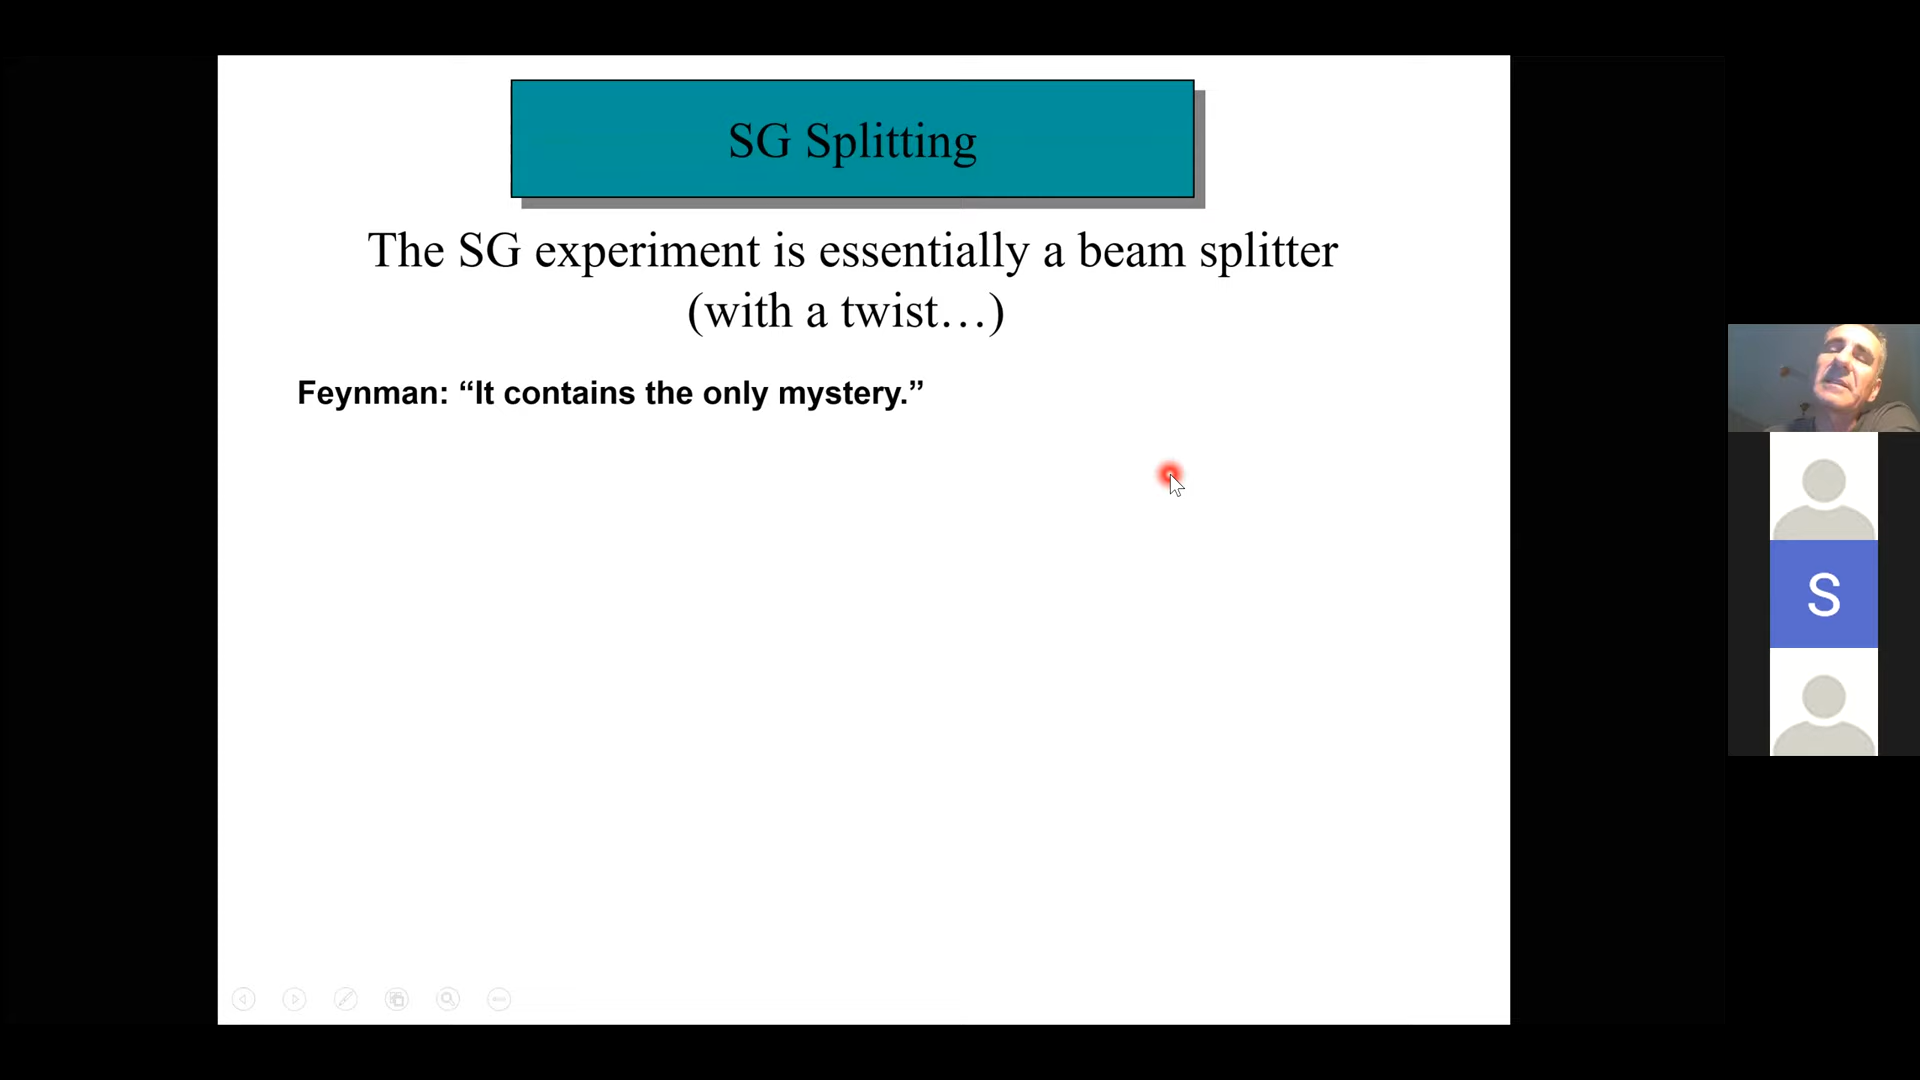 SG Splitting
The SG experiment is essentially a beam splitter
(with a twist…)
Feynman: “It contains the only mystery.”
S